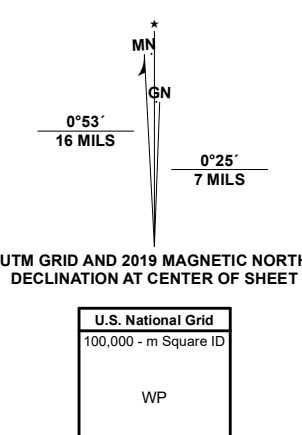 ★
MN
GN
0°53´
16 MILS
0°25´
7 MILS
UTM GRID AND 2019 MAGNETIC NORTH
DECLINATION AT CENTER OF SHEET
U.S. National Grid
100,000 - m Square ID
WP